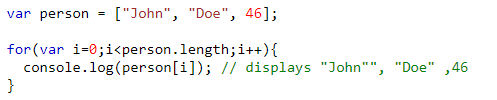 var person = ["John", "Doe", 46];
for(var i=0;i<person.length;i++){
  console.log(person[i]); // displays "John"", "Doe" ,46
}